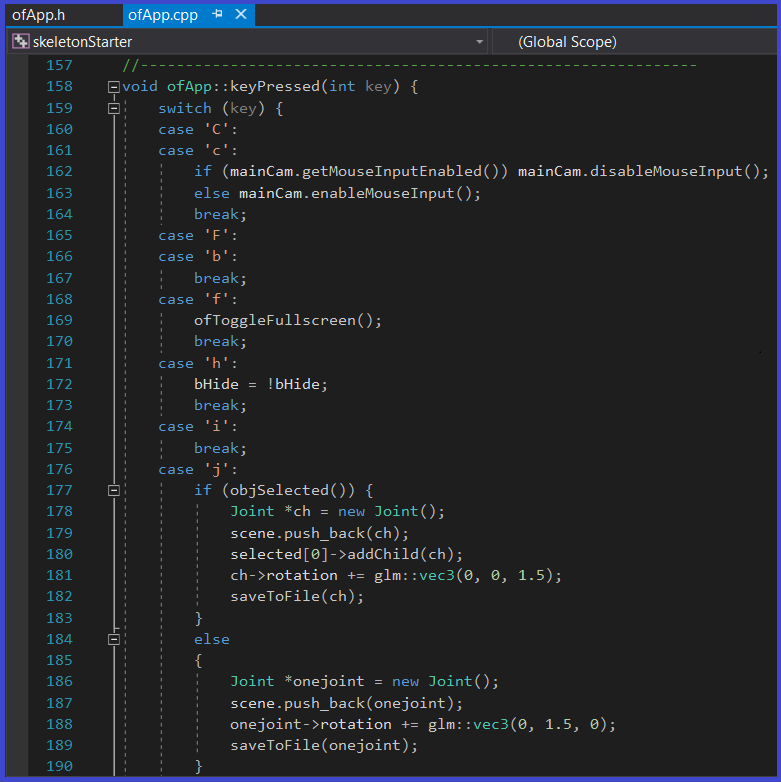 ofApp.h ofApp.cpp
skeletonStarter (Global Scope)
157 //--------------------------------------------------------------
158 void ofApp::keyPressed(int key) {
159     switch (key) {
160     case 'C':
161     case 'c':
162         if (mainCam.getMouseInputEnabled()) mainCam.disableMouseInput();
163         else mainCam.enableMouseInput();
164         break;
165     case 'F':
166     case 'b':
167         break;
168     case 'f':
169         ofToggleFullscreen();
170         break;
171     case 'h':
172         bHide = !bHide;
173         break;
174     case 'i':
175         break;
176     case 'j':
177         if (objSelected()) {
178             Joint *ch = new Joint();
179             scene.push_back(ch);
180             selected[0]->addChild(ch);
181             ch->rotation += glm::vec3(0, 0, 1.5);
182             saveToFile(ch);
183         }
184         else
185         {
186             Joint *onejoint = new Joint();
187             scene.push_back(onejoint);
188             onejoint->rotation += glm::vec3(0, 1.5, 0);
189             saveToFile(onejoint);
190         }